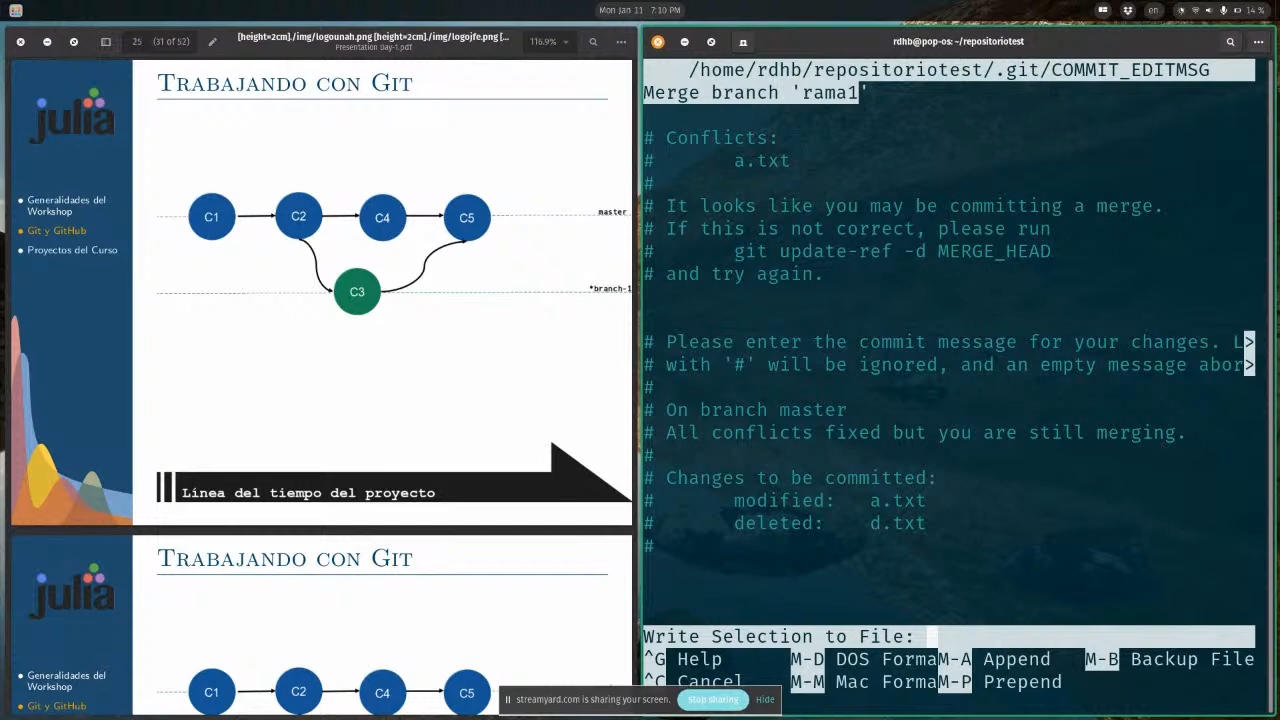 Mon Jan 11 7:10 PM
en
14 %
25 (31 of 52)
[height=2cm]./img/logounah.png [height=2cm]./img/logojfe.png [...
Presentation Day-1.pdf
116.9%
rdhb@pop-os: ~/repositoriotest
TRABAJANDO CON GIT
julia
Generalidades del
Workshop
Git y GitHub
Proyectos del Curso
C1
C2
C4
C5
master
C3
*branch-1
Línea del tiempo del proyecto
TRABAJANDO CON GIT
julia
Generalidades del
Workshop
Git y GitHub
C1
C2
C4
C5
/home/rdhb/repositoriotest/.git/COMMIT_EDITMSG
Merge branch 'rama1'
# Conflicts:
#       a.txt
#
# It looks like you may be committing a merge.
# If this is not correct, please run
#       git update-ref -d MERGE_HEAD
# and try again.
# Please enter the commit message for your changes. L>
# with '#' will be ignored, and an empty message abor>
#
# On branch master
# All conflicts fixed but you are still merging.
#
# Changes to be committed:
#       modified:   a.txt
#       deleted:    d.txt
#
Write Selection to File:
^G Help M-D DOS Forma M-A Append M-B Backup File
^C Cancel M-M Mac Forma M-P Prepend
streamyard.com is sharing your screen.
Stop sharing
Hide